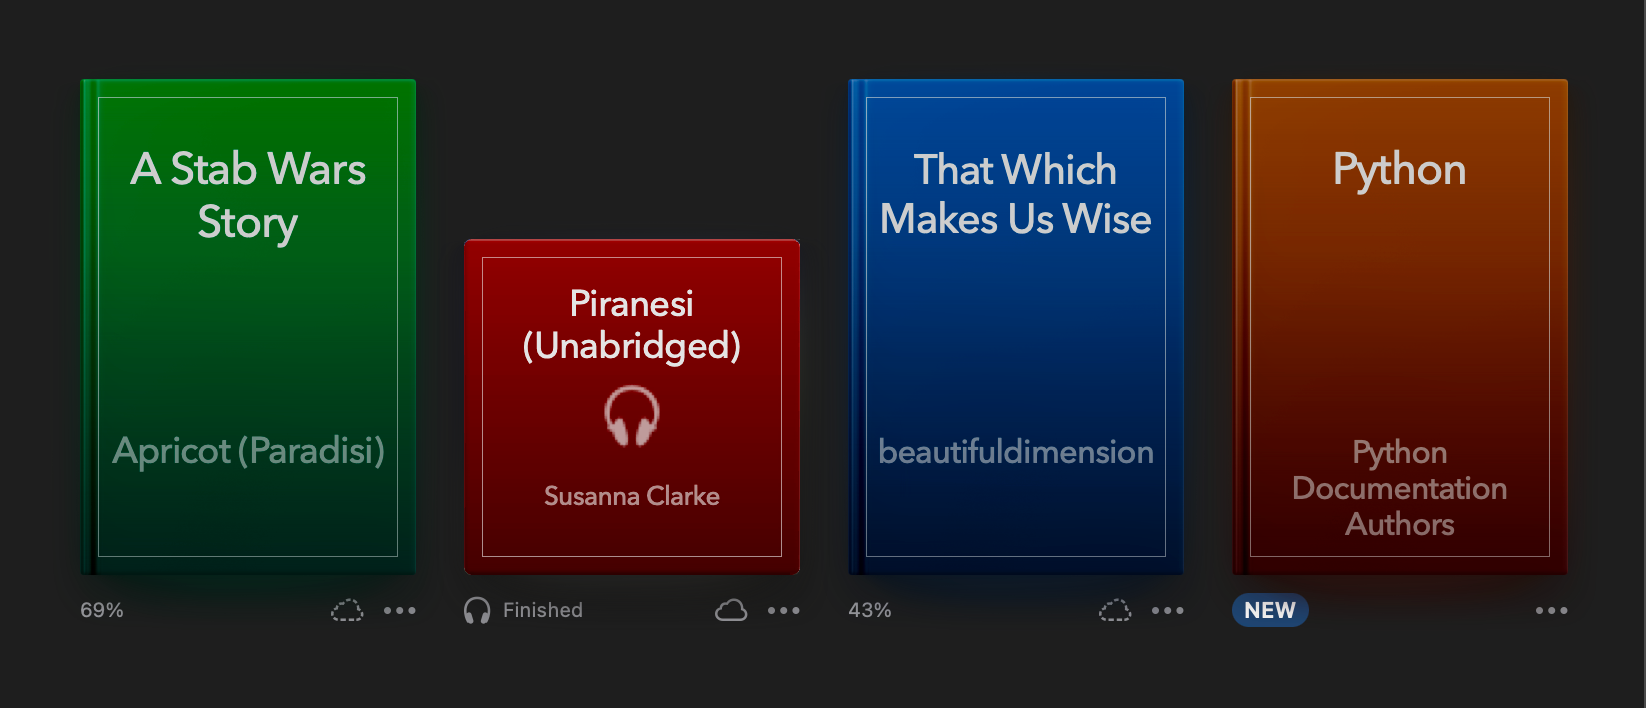 A Stab Wars
Story
Apricot (Paradisi)
69%
Piranesi
(Unabridged)
Susanna Clarke
Finished
That Which
Makes Us Wise
beautifuldimension
43%
Python
Python
Documentation
Authors
NEW